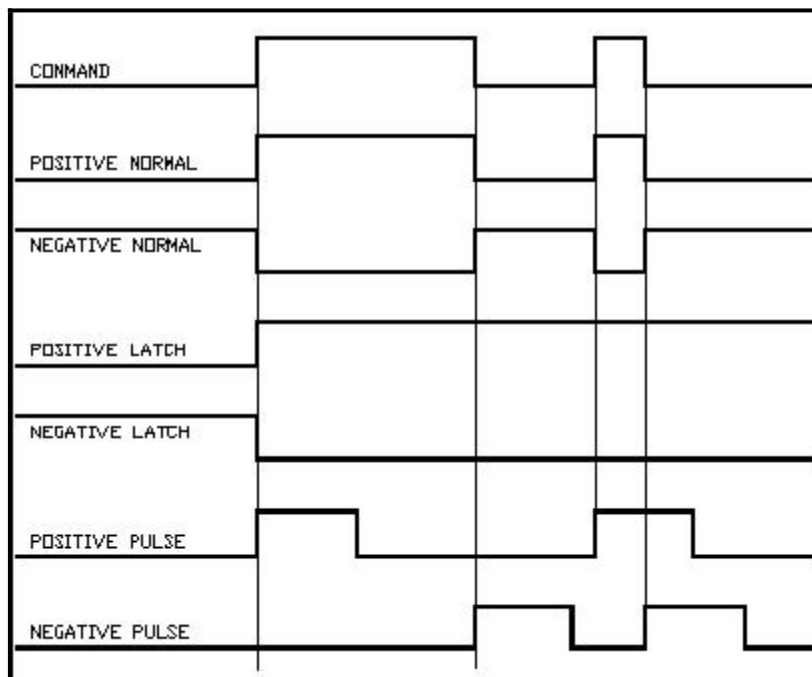 CONMAND
POSITIVE NORMAL
NEGATIVE NORMAL
POSITIVE LATCH
NEGATIVE LATCH
POSITIVE PULSE
NEGATIVE PULSE